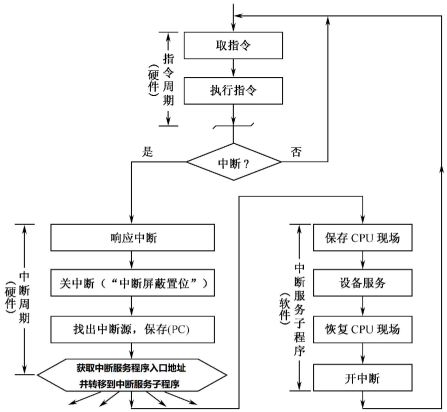 取指令
执行指令
指令周期
（硬件）
中断？
是
否
响应中断
关中断（“中断屏蔽置位”）
找出中断源，保存(PC)
获取中断服务程序入口地址
并转移到中断服务子程序
中断周期
（硬件）
保存 CPU 现场
设备服务
恢复 CPU 现场
开中断
中断服务子程序
（软件）